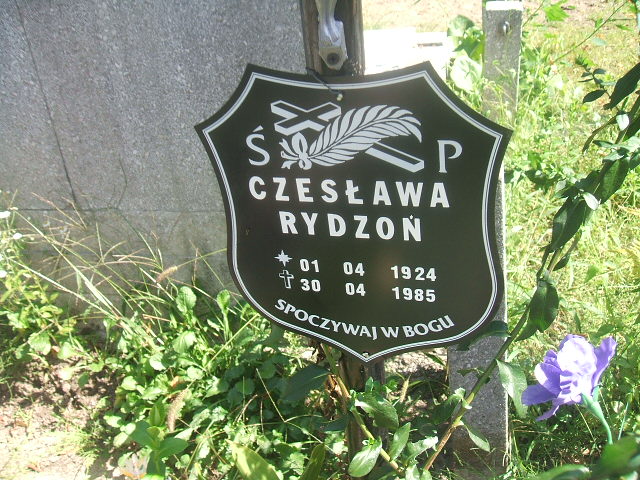 Ś P
CZESŁAWA
RYDZOŃ
01 04 1924
30 04 1985
SPOCZYWAJ W BOGU